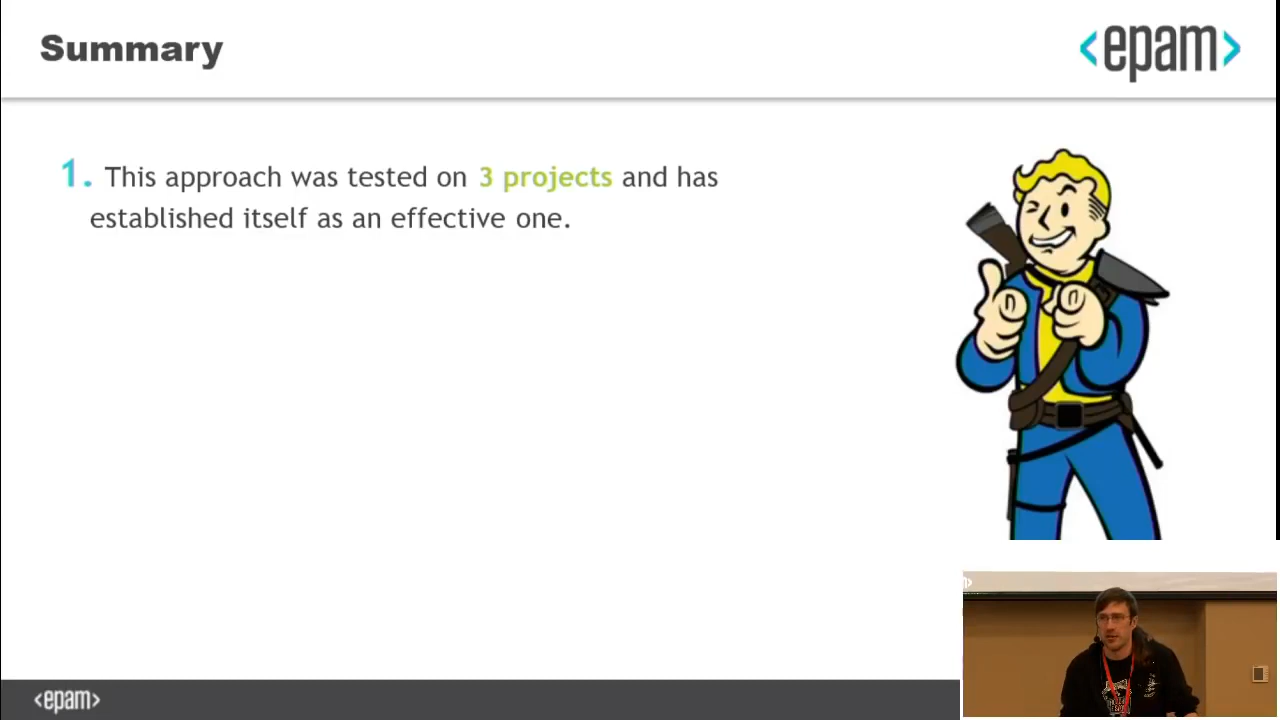 Summary
<epam>
1. This approach was tested on 3 projects and has
established itself as an effective one.
<epam>